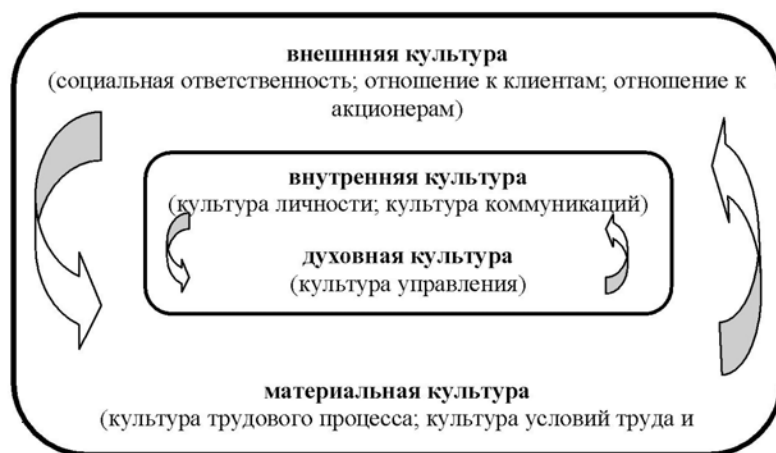 внешнняя культура
(социальная ответственность; отношение к клиентам; отношение к
акционерам)
внутренняя культура
(культура личности; культура коммуникаций)
духовная культура
(культура управления)
материальная культура
(культура трудового процесса; культура условий труда и